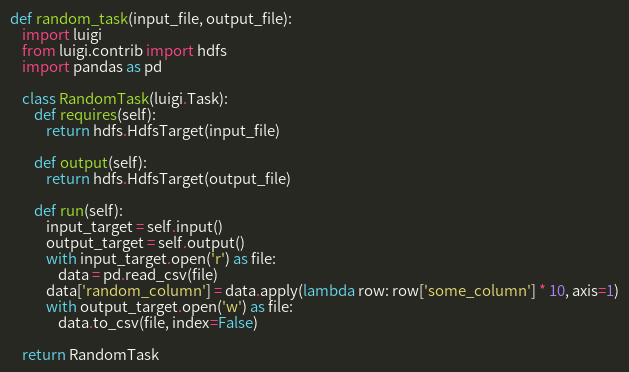 def random_task(input_file, output_file):
    import luigi
    from luigi.contrib import hdfs
    import pandas as pd

    class RandomTask(luigi.Task):
        def requires(self):
            return hdfs.HdfsTarget(input_file)

        def output(self):
            return hdfs.HdfsTarget(output_file)

        def run(self):
            input_target = self.input()
            output_target = self.output()
            with input_target.open('r') as file:
                data = pd.read_csv(file)
            data['random_column'] = data.apply(lambda row: row['some_column'] * 10, axis=1)
            with output_target.open('w') as file:
                data.to_csv(file, index=False)

    return RandomTask